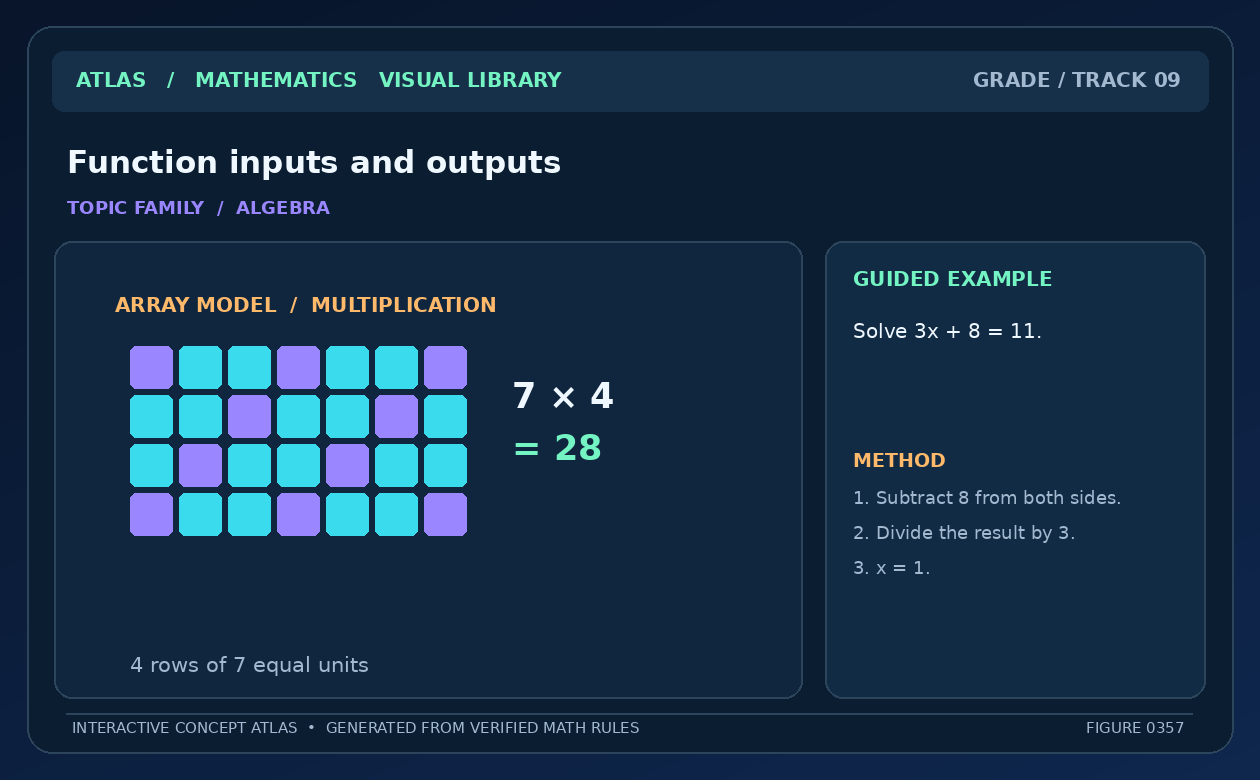 ATLAS / MATHEMATICS VISUAL LIBRARY
GRADE / TRACK 09
Function inputs and outputs
TOPIC FAMILY / ALGEBRA
ARRAY MODEL / MULTIPLICATION
7 × 4
= 28
4 rows of 7 equal units
GUIDED EXAMPLE
Solve 3x + 8 = 11.
METHOD
1. Subtract 8 from both sides.
2. Divide the result by 3.
3. x = 1.
INTERACTIVE CONCEPT ATLAS • GENERATED FROM VERIFIED MATH RULES
FIGURE 0357